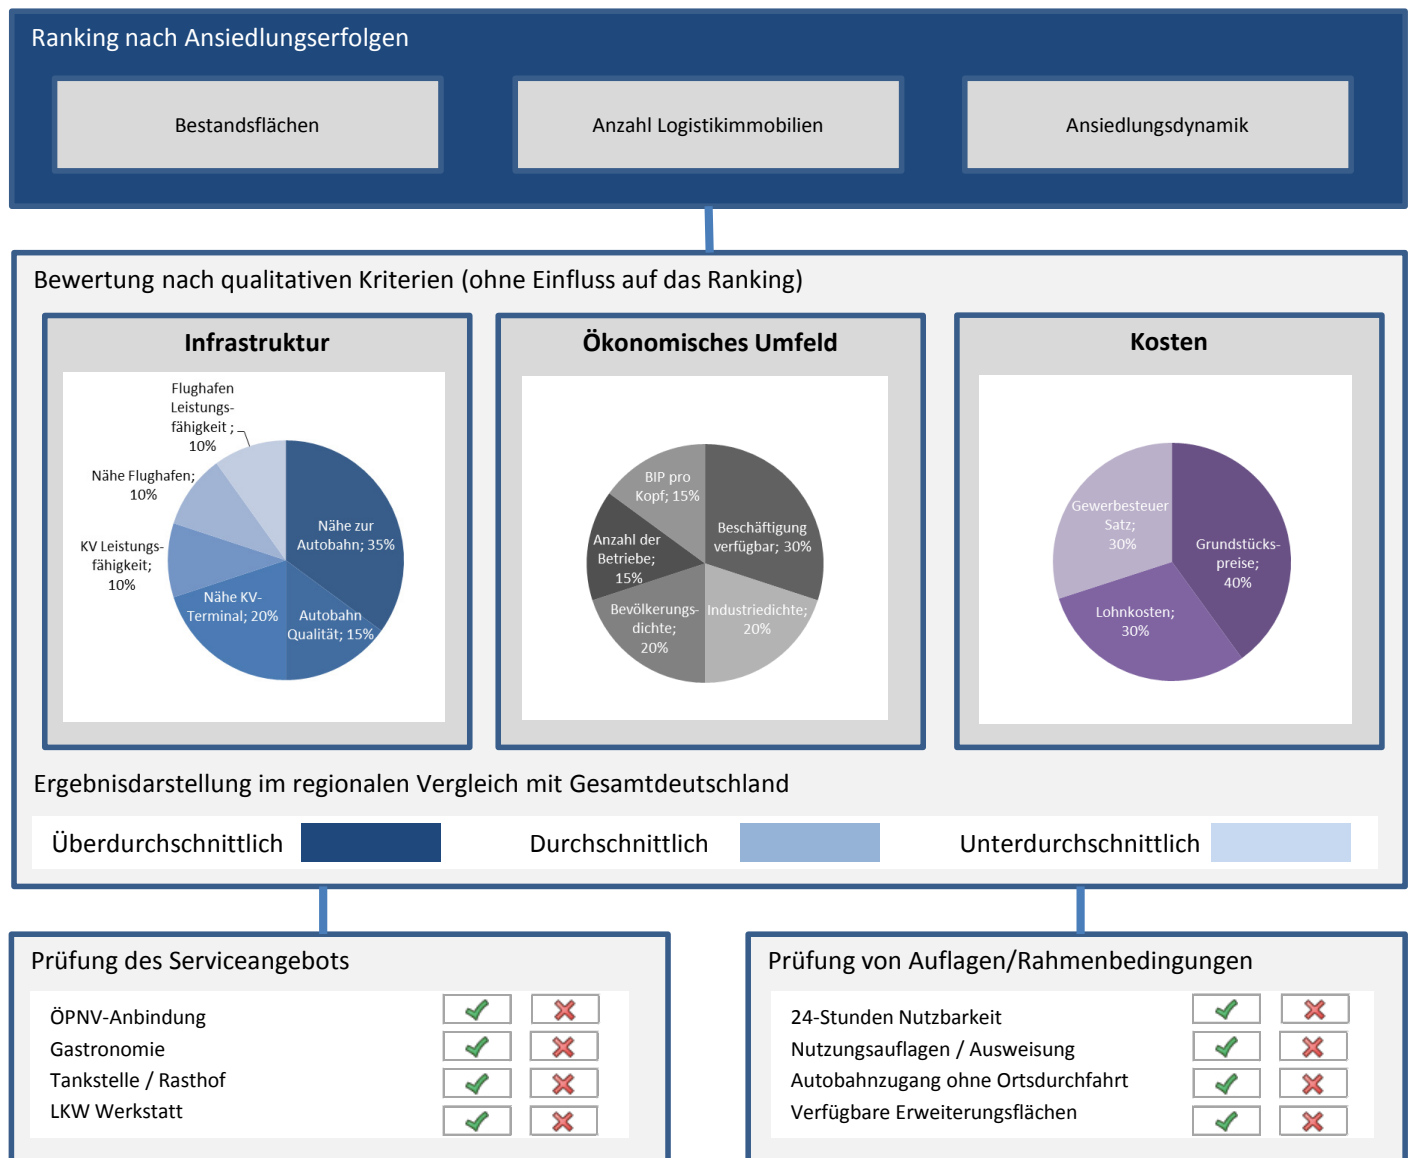 Ranking nach Ansiedlungserfolgen
Bestandsflächen
Anzahl Logistikimmobilien
Ansiedlungsdynamik
Bewertung nach qualitativen Kriterien (ohne Einfluss auf das Ranking)
Infrastruktur
Flughafen
Leistungs-
fähigkeit ;
10%
Nähe Flughafen;
10%
KV Leistungs-
fähigkeit;
10%
Nähe KV-
Terminal; 20%
Nähe zur
Autobahn; 35%
Autobahn
Qualität; 15%
Ökonomisches Umfeld
BIP pro
Kopf; 15%
Anzahl der
Betriebe;
15%
Bevölkerungs-
dichte;
20%
Beschäftigung
verfügbar; 30%
Industriedichte;
20%
Kosten
Gewerbesteuer
Satz;
30%
Grundstücks-
preise;
40%
Lohnkosten;
30%
Ergebnisdarstellung im regionalen Vergleich mit Gesamtdeutschland
Überdurchschnittlich
Durchschnittlich
Unterdurchschnittlich
Prüfung des Serviceangebots
ÖPNV-Anbindung
Gastronomie
Tankstelle / Rasthof
LKW Werkstatt
Prüfung von Auflagen/Rahmenbedingungen
24-Stunden Nutzbarkeit
Nutzungsauflagen / Ausweisung
Autobahnzugang ohne Ortsdurchfahrt
Verfügbare Erweiterungsflächen